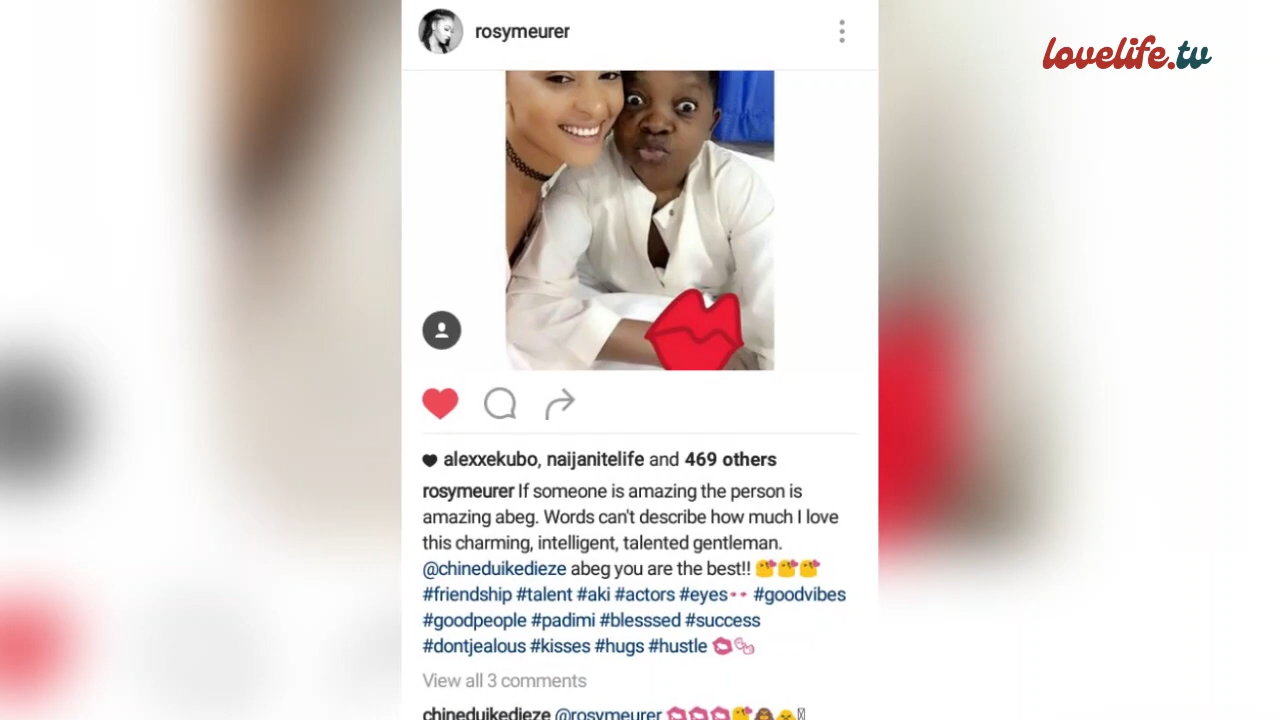 rosymeurer
lovelife.tv
alexxekubo, naijanitelife and 469 others
rosymeurer If someone is amazing the person is
amazing abeg. Words can't describe how much I love
this charming, intelligent, talented gentleman.
@chineduikedieze abeg you are the best!! 😘😘😘
#friendship #talent #aki #actors #eyes👀 #goodvibes
#goodpeople #padimi #blesssed #success
#dontjealous #kisses #hugs #hustle
View all 3 comments
chineduikedieze @rosymeurer